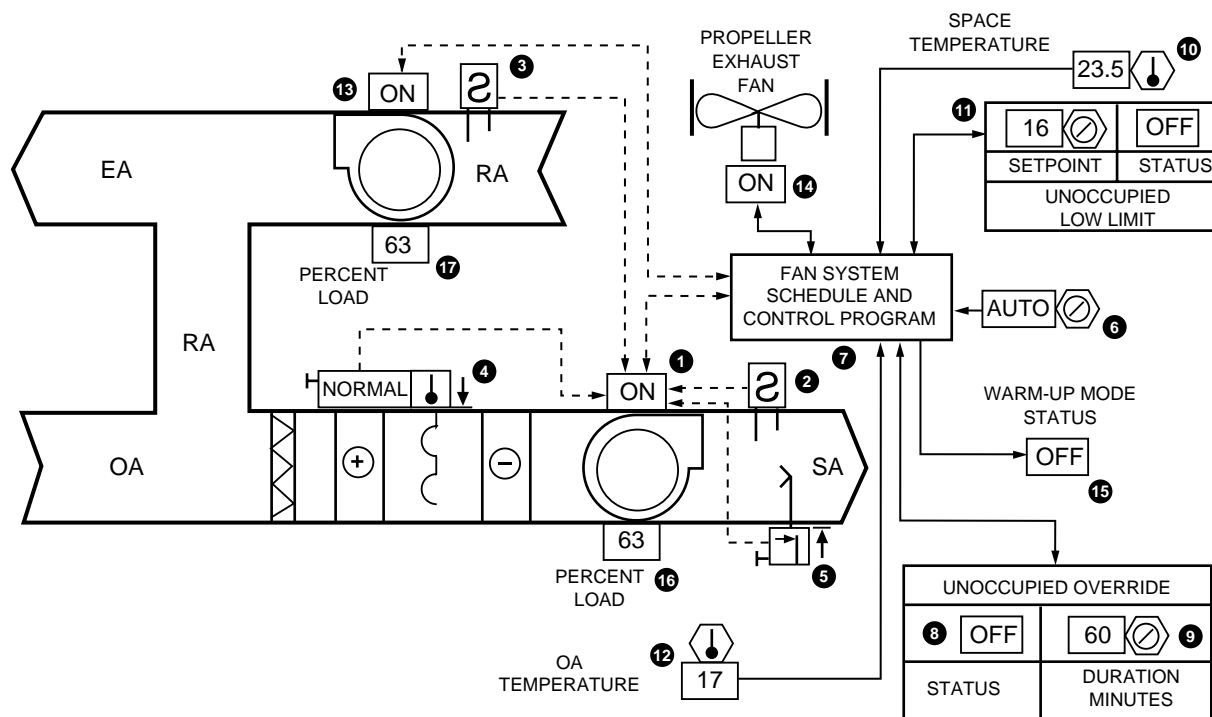 PROPELLER
EXHAUST
FAN
SPACE
TEMPERATURE
10
23.5
13
ON
3
S
11
16
OFF
SETPOINT
STATUS
UNOCCUPIED
LOW LIMIT
EA
RA
ON
14
63
17
PERCENT
LOAD
FAN SYSTEM
SCHEDULE AND
CONTROL PROGRAM
AUTO
6
7
RA
NORMAL
4
1
ON
S
2
WARM-UP MODE
STATUS
OFF
15
OA
+
−
SA
63
PERCENT
LOAD
16
5
UNOCCUPIED OVERRIDE
8
OFF
60
9
STATUS
DURATION
MINUTES
12
OA
TEMPERATURE
17